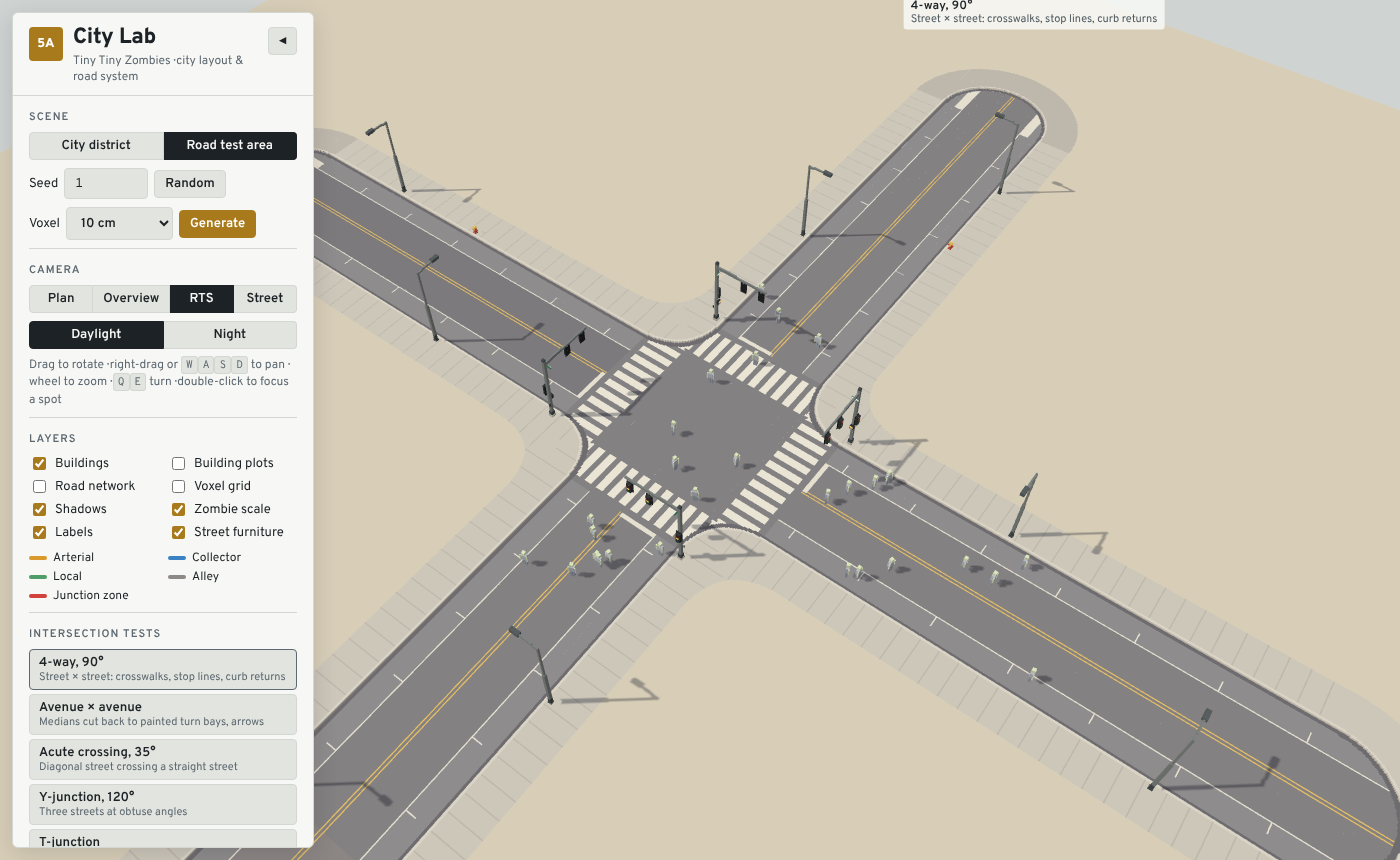 4-way, 90°
Street × street: crosswalks, stop lines, curb returns
5A
City Lab
Tiny Tiny Zombies · city layout &
road system
◄
SCENE
City district
Road test area
Seed
1
Random
Voxel
10 cm
Generate
CAMERA
Plan
Overview
RTS
Street
Daylight
Night
Drag to rotate · right-drag or W A S D to pan ·
wheel to zoom · Q E turn · double-click to focus
a spot
LAYERS
Buildings
Building plots
Road network
Voxel grid
Shadows
Zombie scale
Labels
Street furniture
Arterial
Collector
Local
Alley
Junction zone
INTERSECTION TESTS
4-way, 90°
Street × street: crosswalks, stop lines, curb returns
Avenue × avenue
Medians cut back to painted turn bays, arrows
Acute crossing, 35°
Diagonal street crossing a straight street
Y-junction, 120°
Three streets at obtuse angles
T-junction